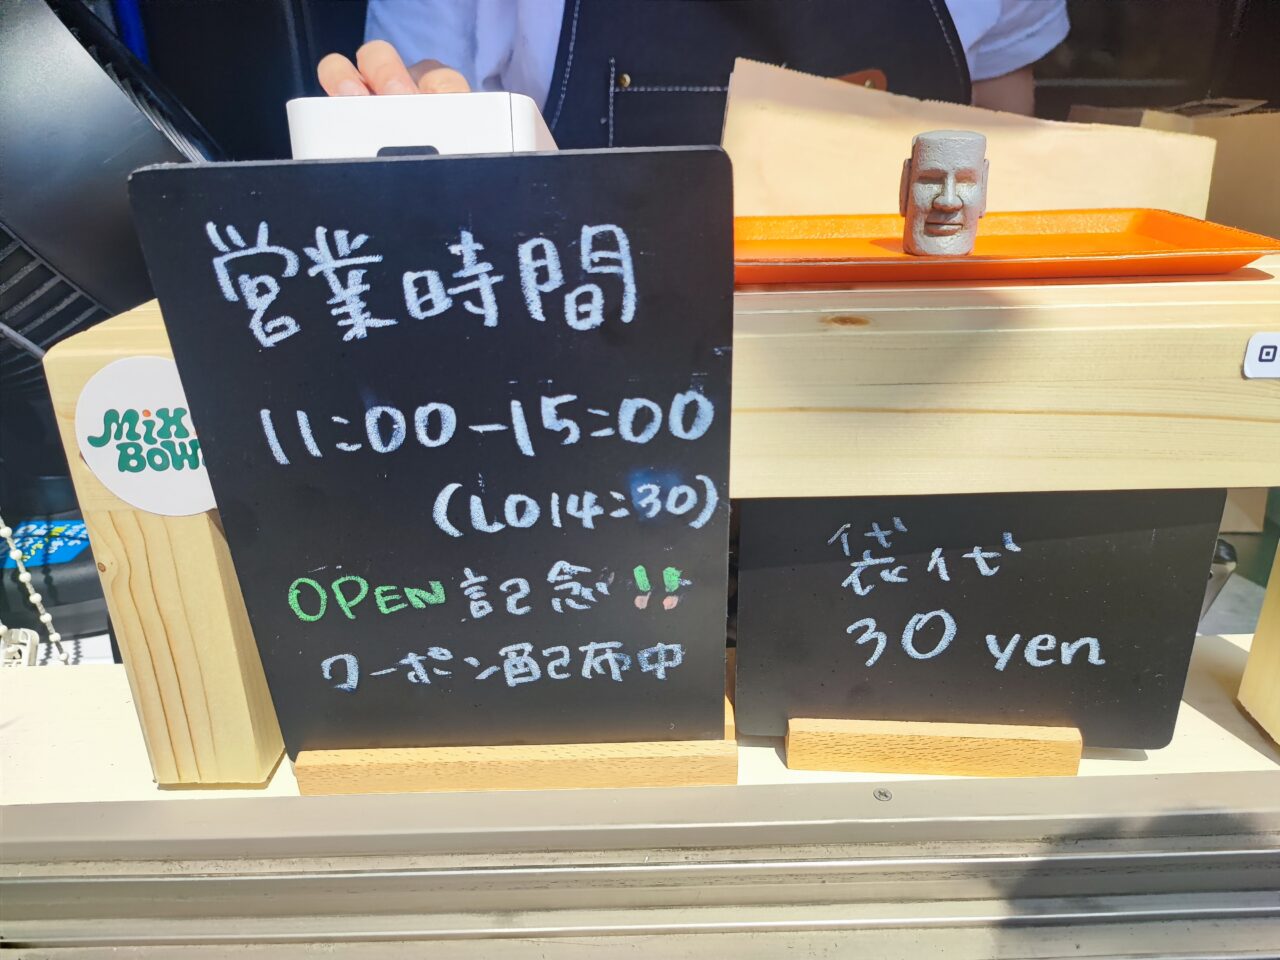 MiX
BOWL
営業時間
11:00-15:00
(LO14:30)
OPEN記念!!
クーポン配布中
袋代
30 yen